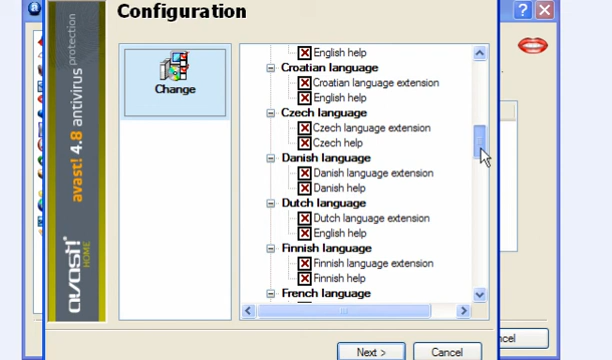 Configuration
avast! 4.8 antivirus protection
avast!
HOME
Change
English help
Croatian language
Croatian language extension
English help
Czech language
Czech language extension
Czech help
Danish language
Danish language extension
Danish help
Dutch language
Dutch language extension
English help
Finnish language
Finnish language extension
Finnish help
French language
Next >
Cancel
ncel